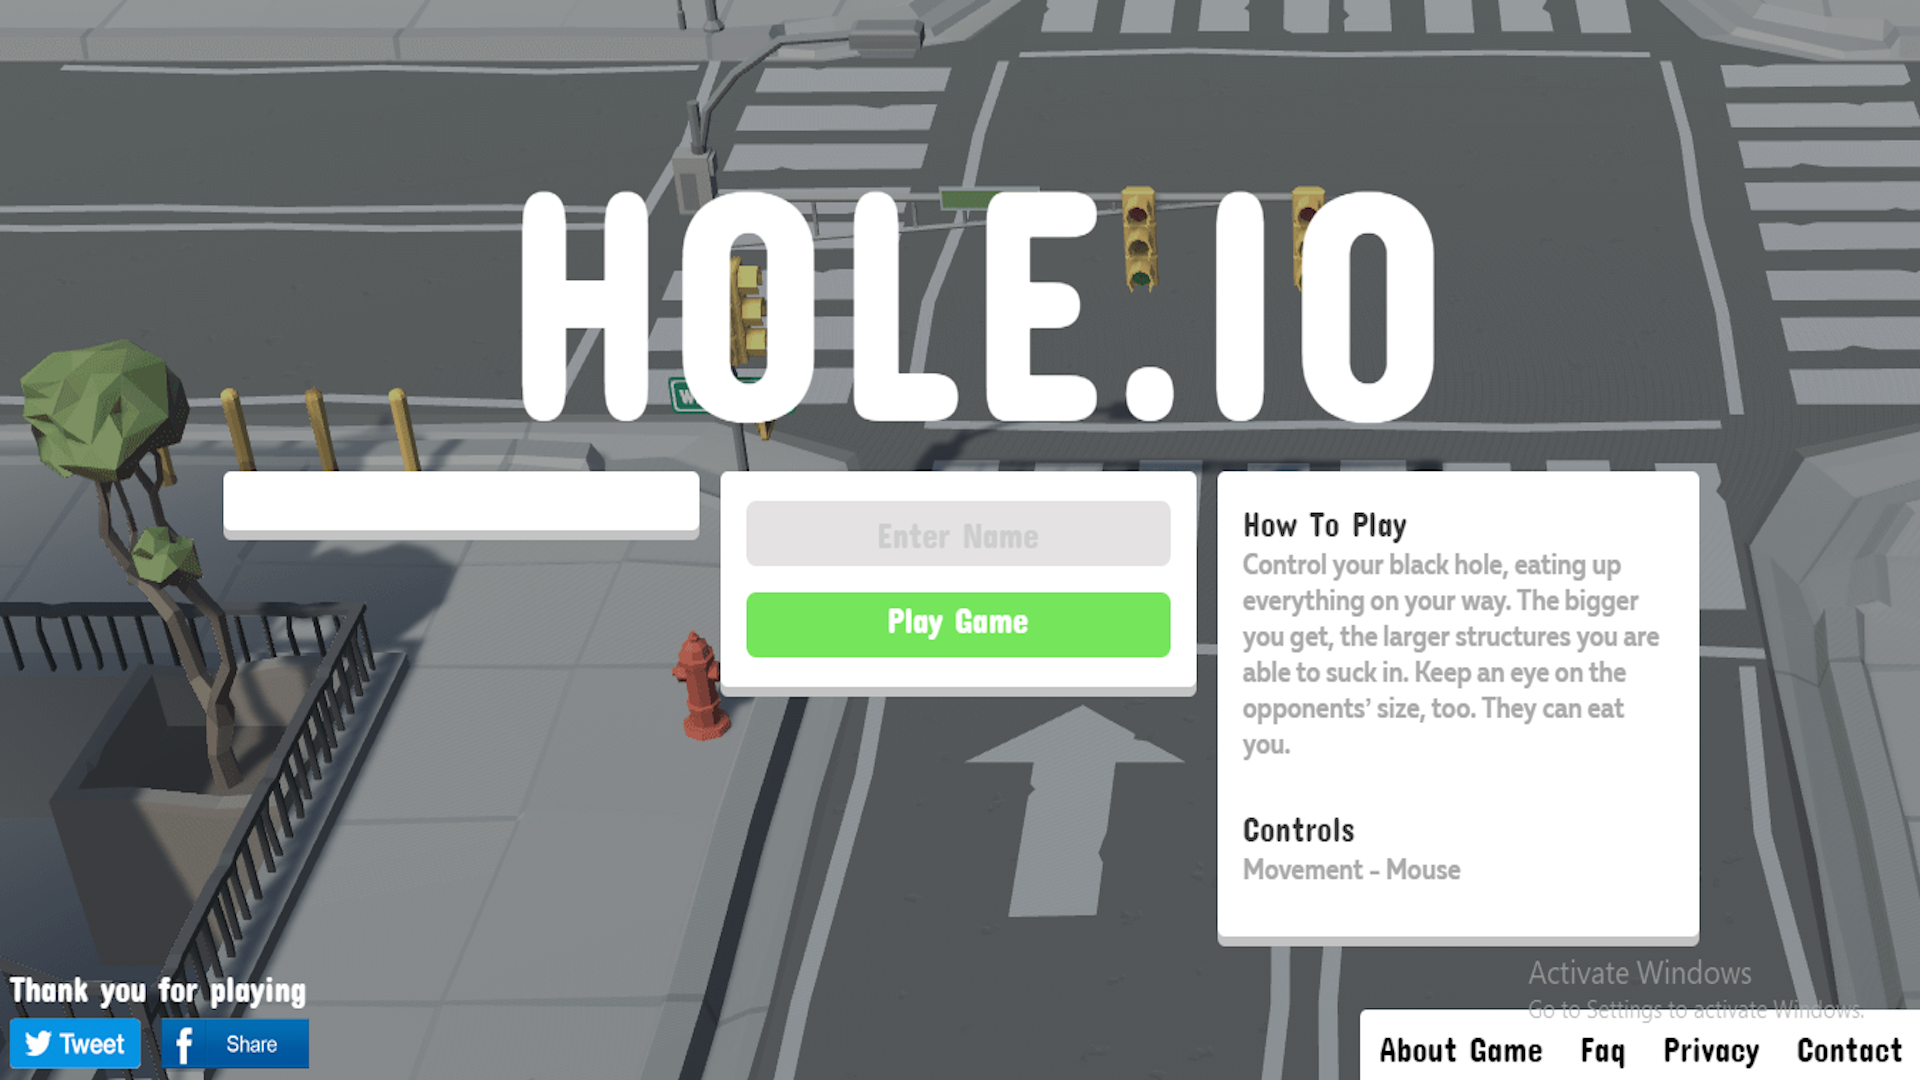 HOLE.IO
Enter Name
Play Game
How To Play
Control your black hole, eating up
everything on your way. The bigger
you get, the larger structures you are
able to suck in. Keep an eye on the
opponents’ size, too. They can eat
you.
Controls
Movement - Mouse
Thank you for playing
Tweet
Share
Activate Windows
Go to Settings to activate Windows.
About Game Faq Privacy Contact